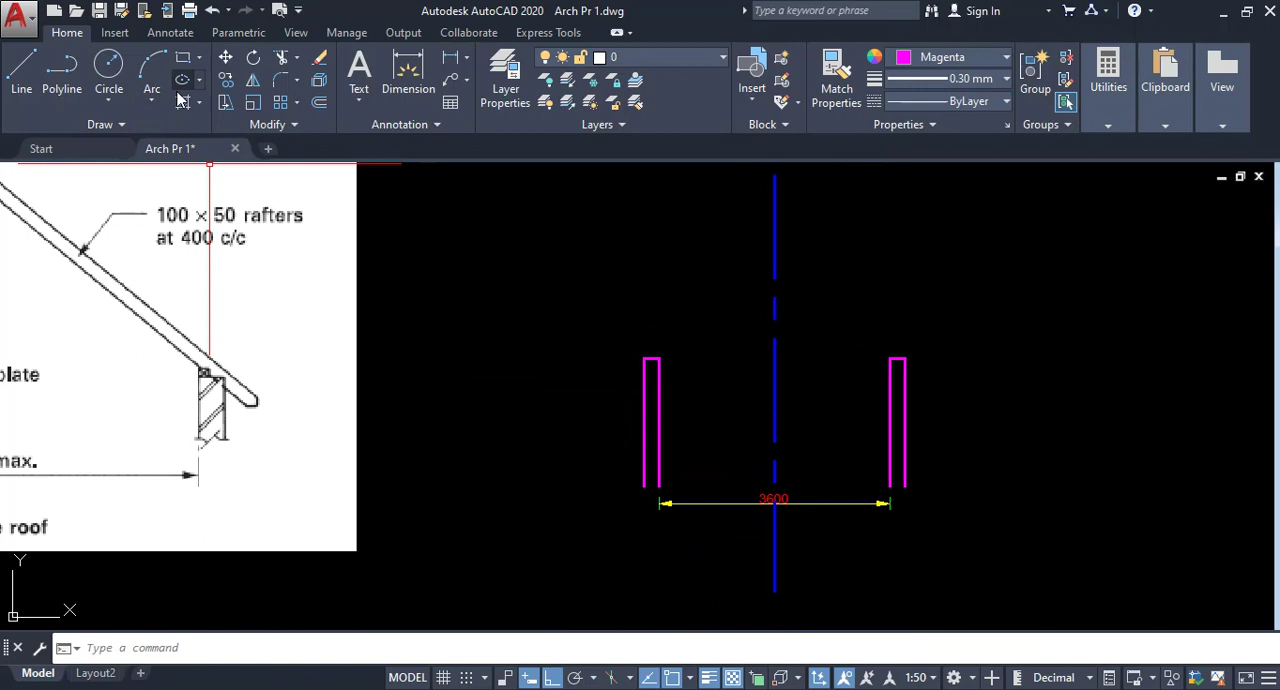 Autodesk AutoCAD 2020 Arch Pr 1.dwg
Type a keyword or phrase
Sign In
Home Insert Annotate Parametric View Manage Output Collaborate Express Tools
Line Polyline Circle Arc
Text Dimension
Layer Properties
0
Insert
Match Properties
Magenta
0.30 mm
ByLayer
Group
Utilities
Clipboard
View
Draw Modify Annotation Layers Block Properties Groups
Start Arch Pr 1*
100 × 50 rafters
at 400 c/c
plate
max.
roof
3600
Y
X
Type a command
Model Layout2
MODEL 1:50 Decimal